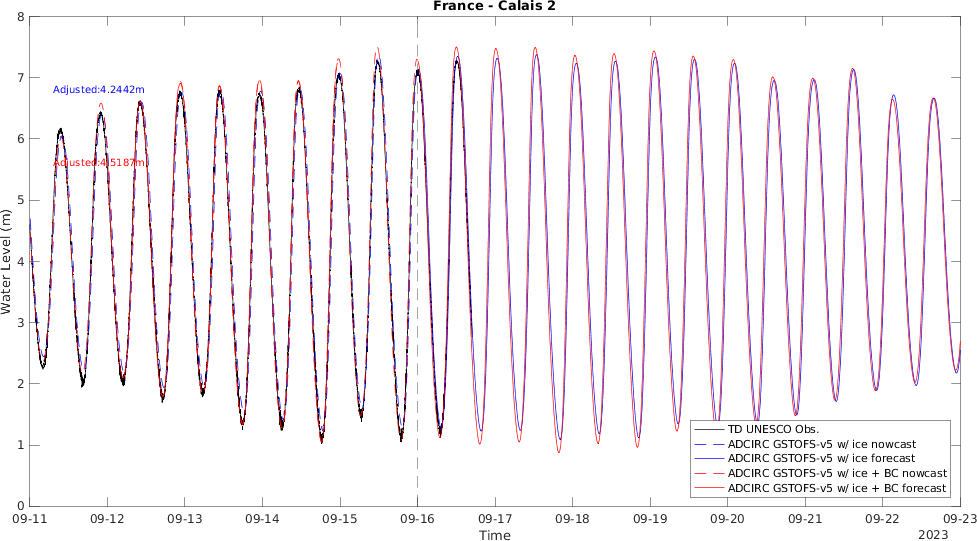 France - Calais 2
8
7
6
5
4
3
2
1
0
Water Level (m)
Adjusted:4.2442m
Adjusted:4.5187m
TD UNESCO Obs.
ADCIRC GSTOFS-v5 w/ ice nowcast
ADCIRC GSTOFS-v5 w/ ice forecast
ADCIRC GSTOFS-v5 w/ ice + BC nowcast
ADCIRC GSTOFS-v5 w/ ice + BC forecast
09-11 09-12 09-13 09-14 09-15 09-16 09-17 09-18 09-19 09-20 09-21 09-22 09-23
Time
2023